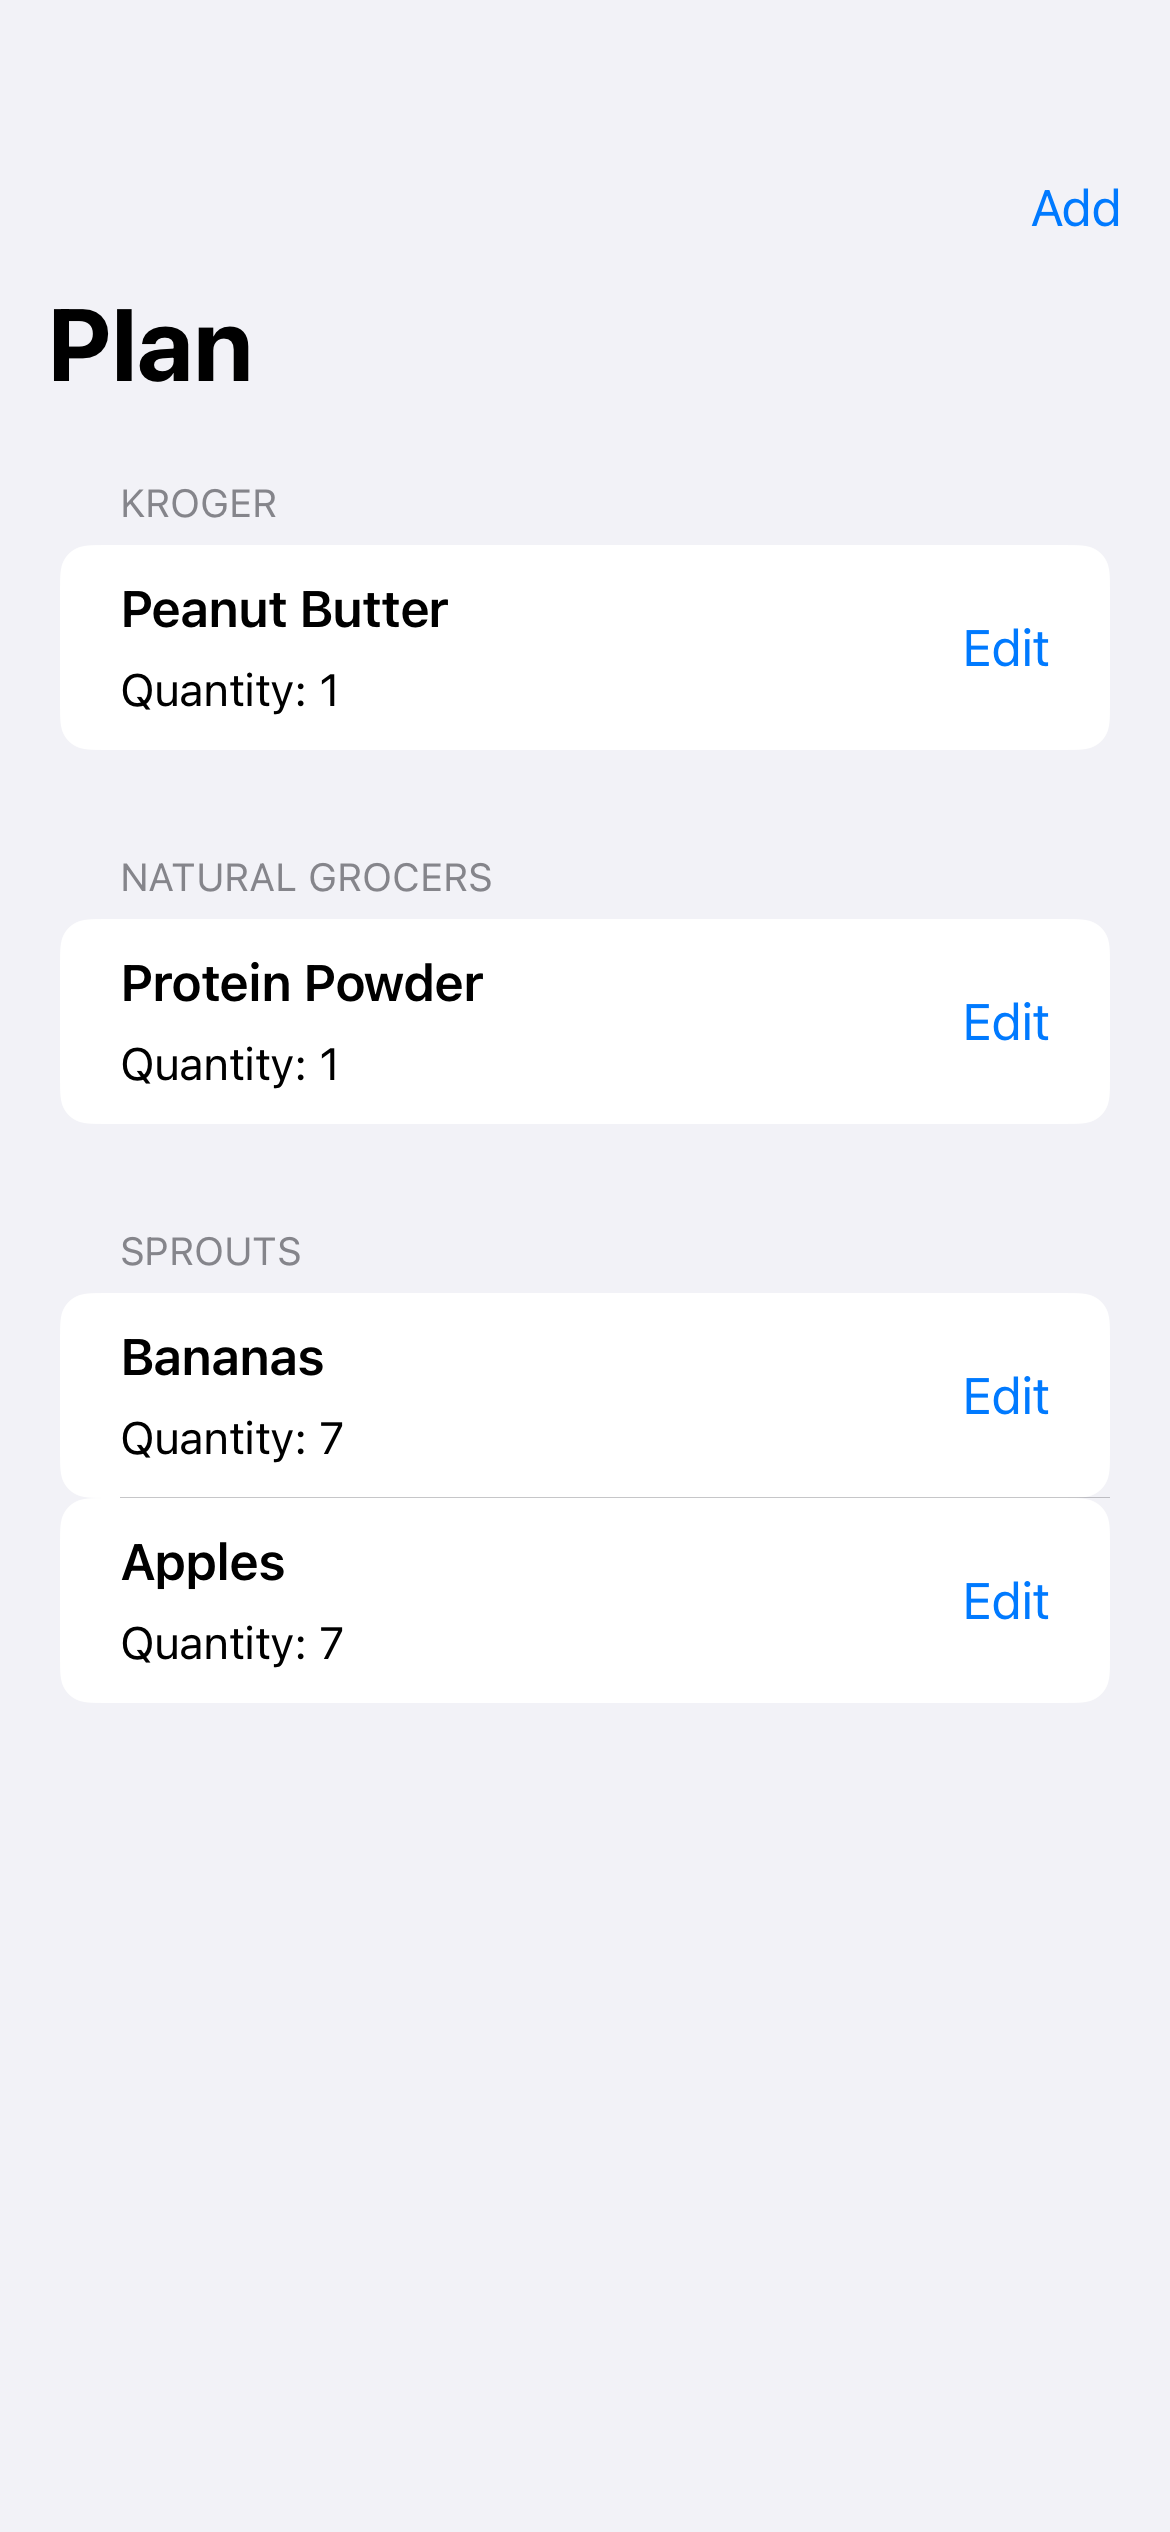 Add
Plan
KROGER
Peanut Butter
Edit
Quantity: 1
NATURAL GROCERS
Protein Powder
Edit
Quantity: 1
SPROUTS
Bananas
Edit
Quantity: 7
Apples
Edit
Quantity: 7